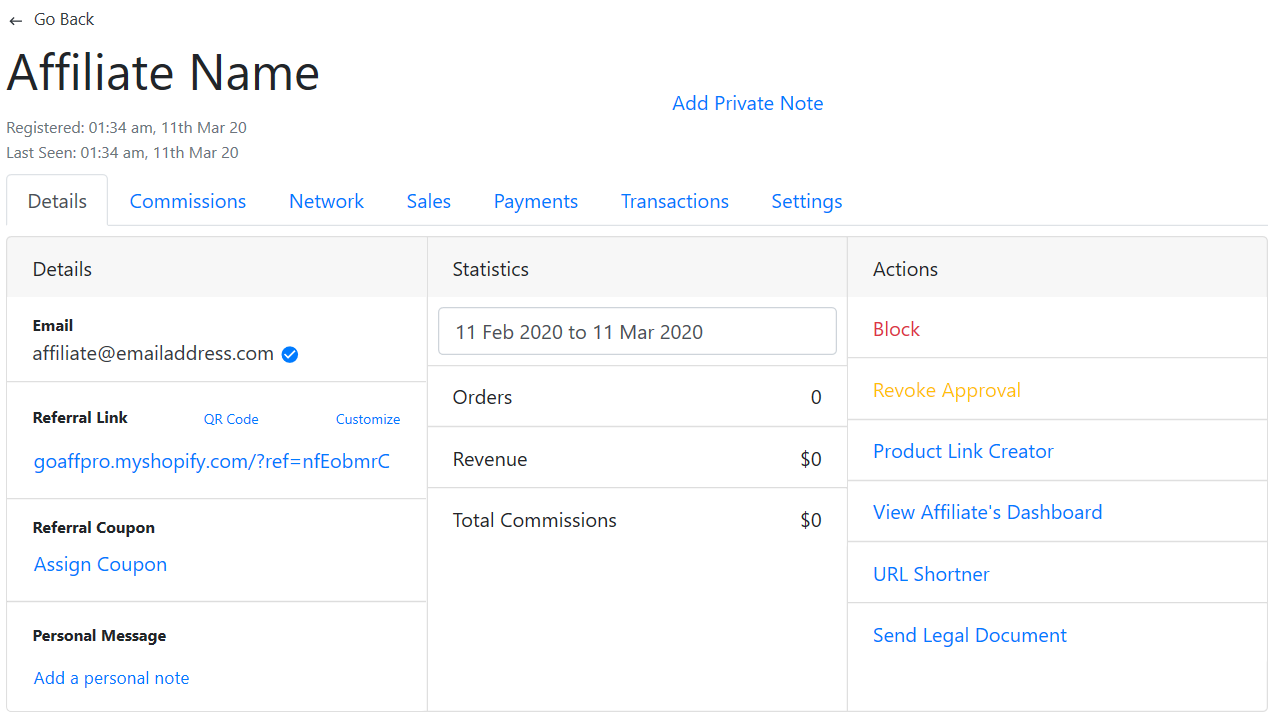 ← Go Back
Affiliate Name
Add Private Note
Registered: 01:34 am, 11th Mar 20
Last Seen: 01:34 am, 11th Mar 20
Details Commissions Network Sales Payments Transactions Settings
Details
Email
affiliate@emailaddress.com
Referral Link QR Code Customize
goaffpro.myshopify.com/?ref=nfEobmrC
Referral Coupon
Assign Coupon
Personal Message
Add a personal note
Statistics
11 Feb 2020 to 11 Mar 2020
Orders 0
Revenue $0
Total Commissions $0
Actions
Block
Revoke Approval
Product Link Creator
View Affiliate's Dashboard
URL Shortner
Send Legal Document